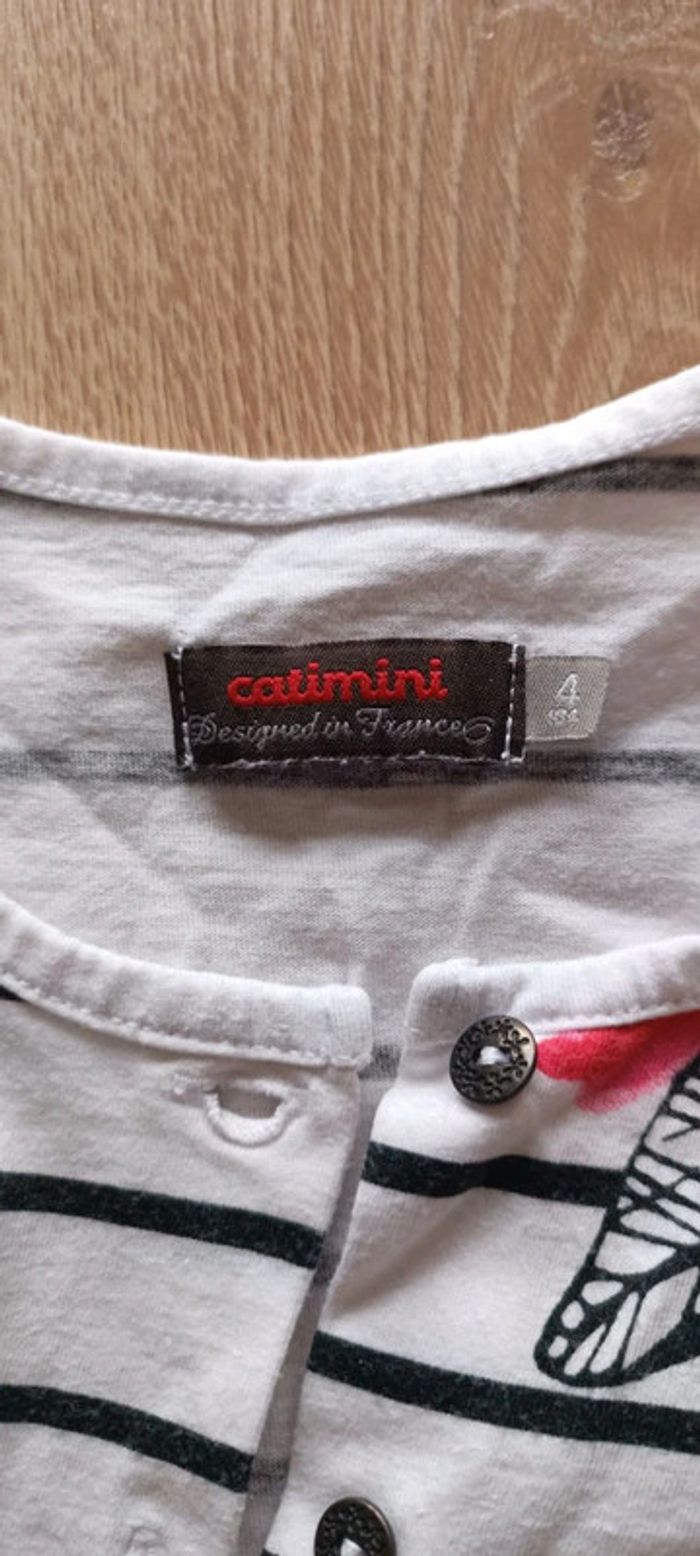 catimini
Designed in France
4